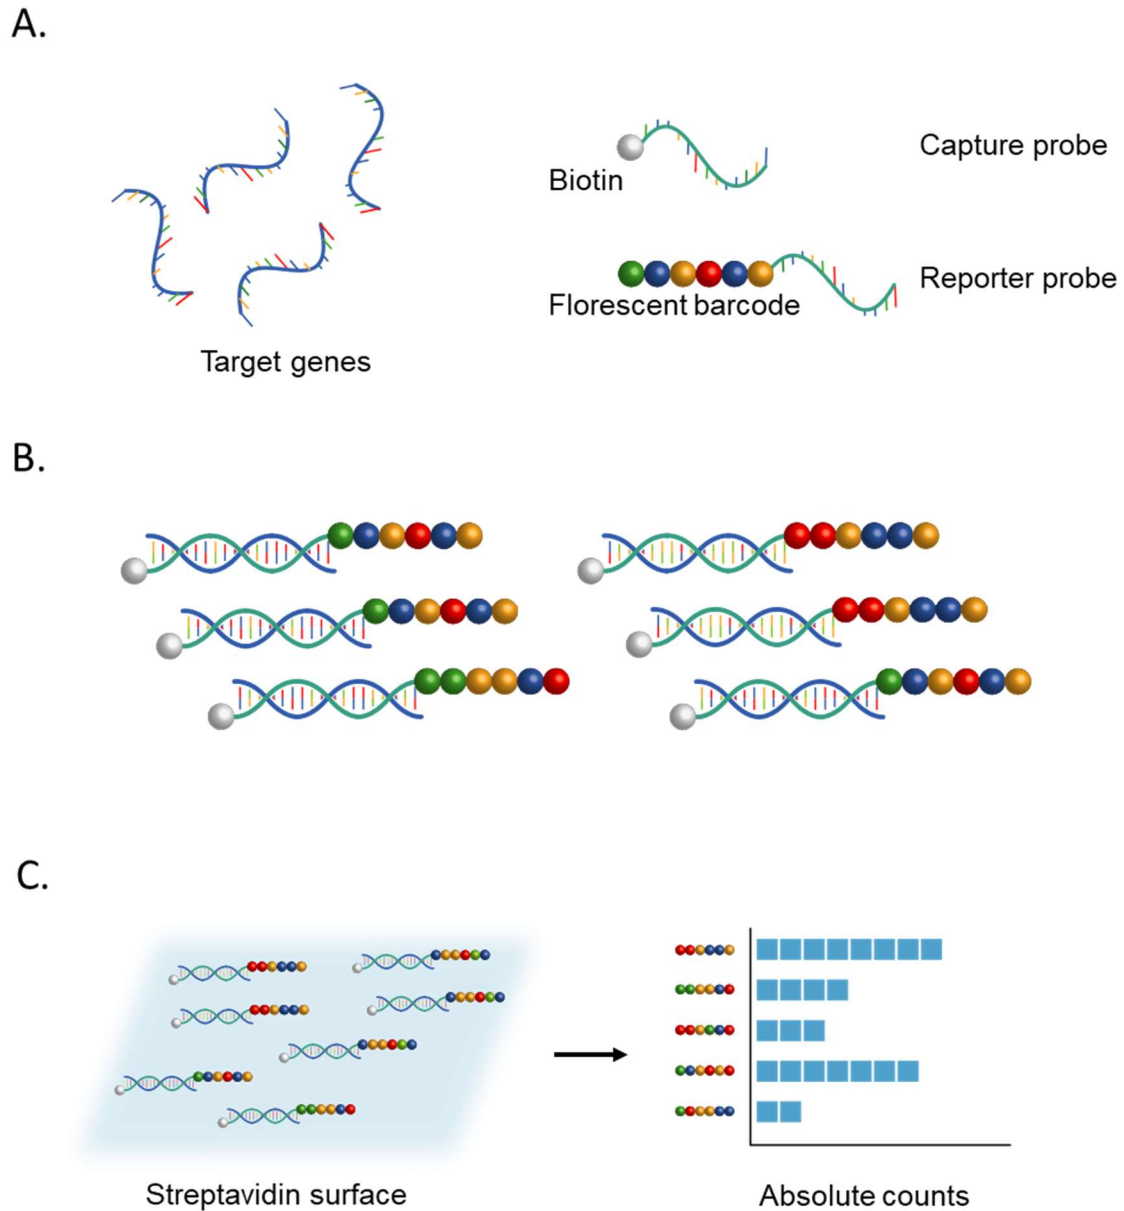 A.
Biotin
Capture probe
Florescent barcode
Reporter probe
Target genes
B.
C.
Streptavidin surface
Absolute counts